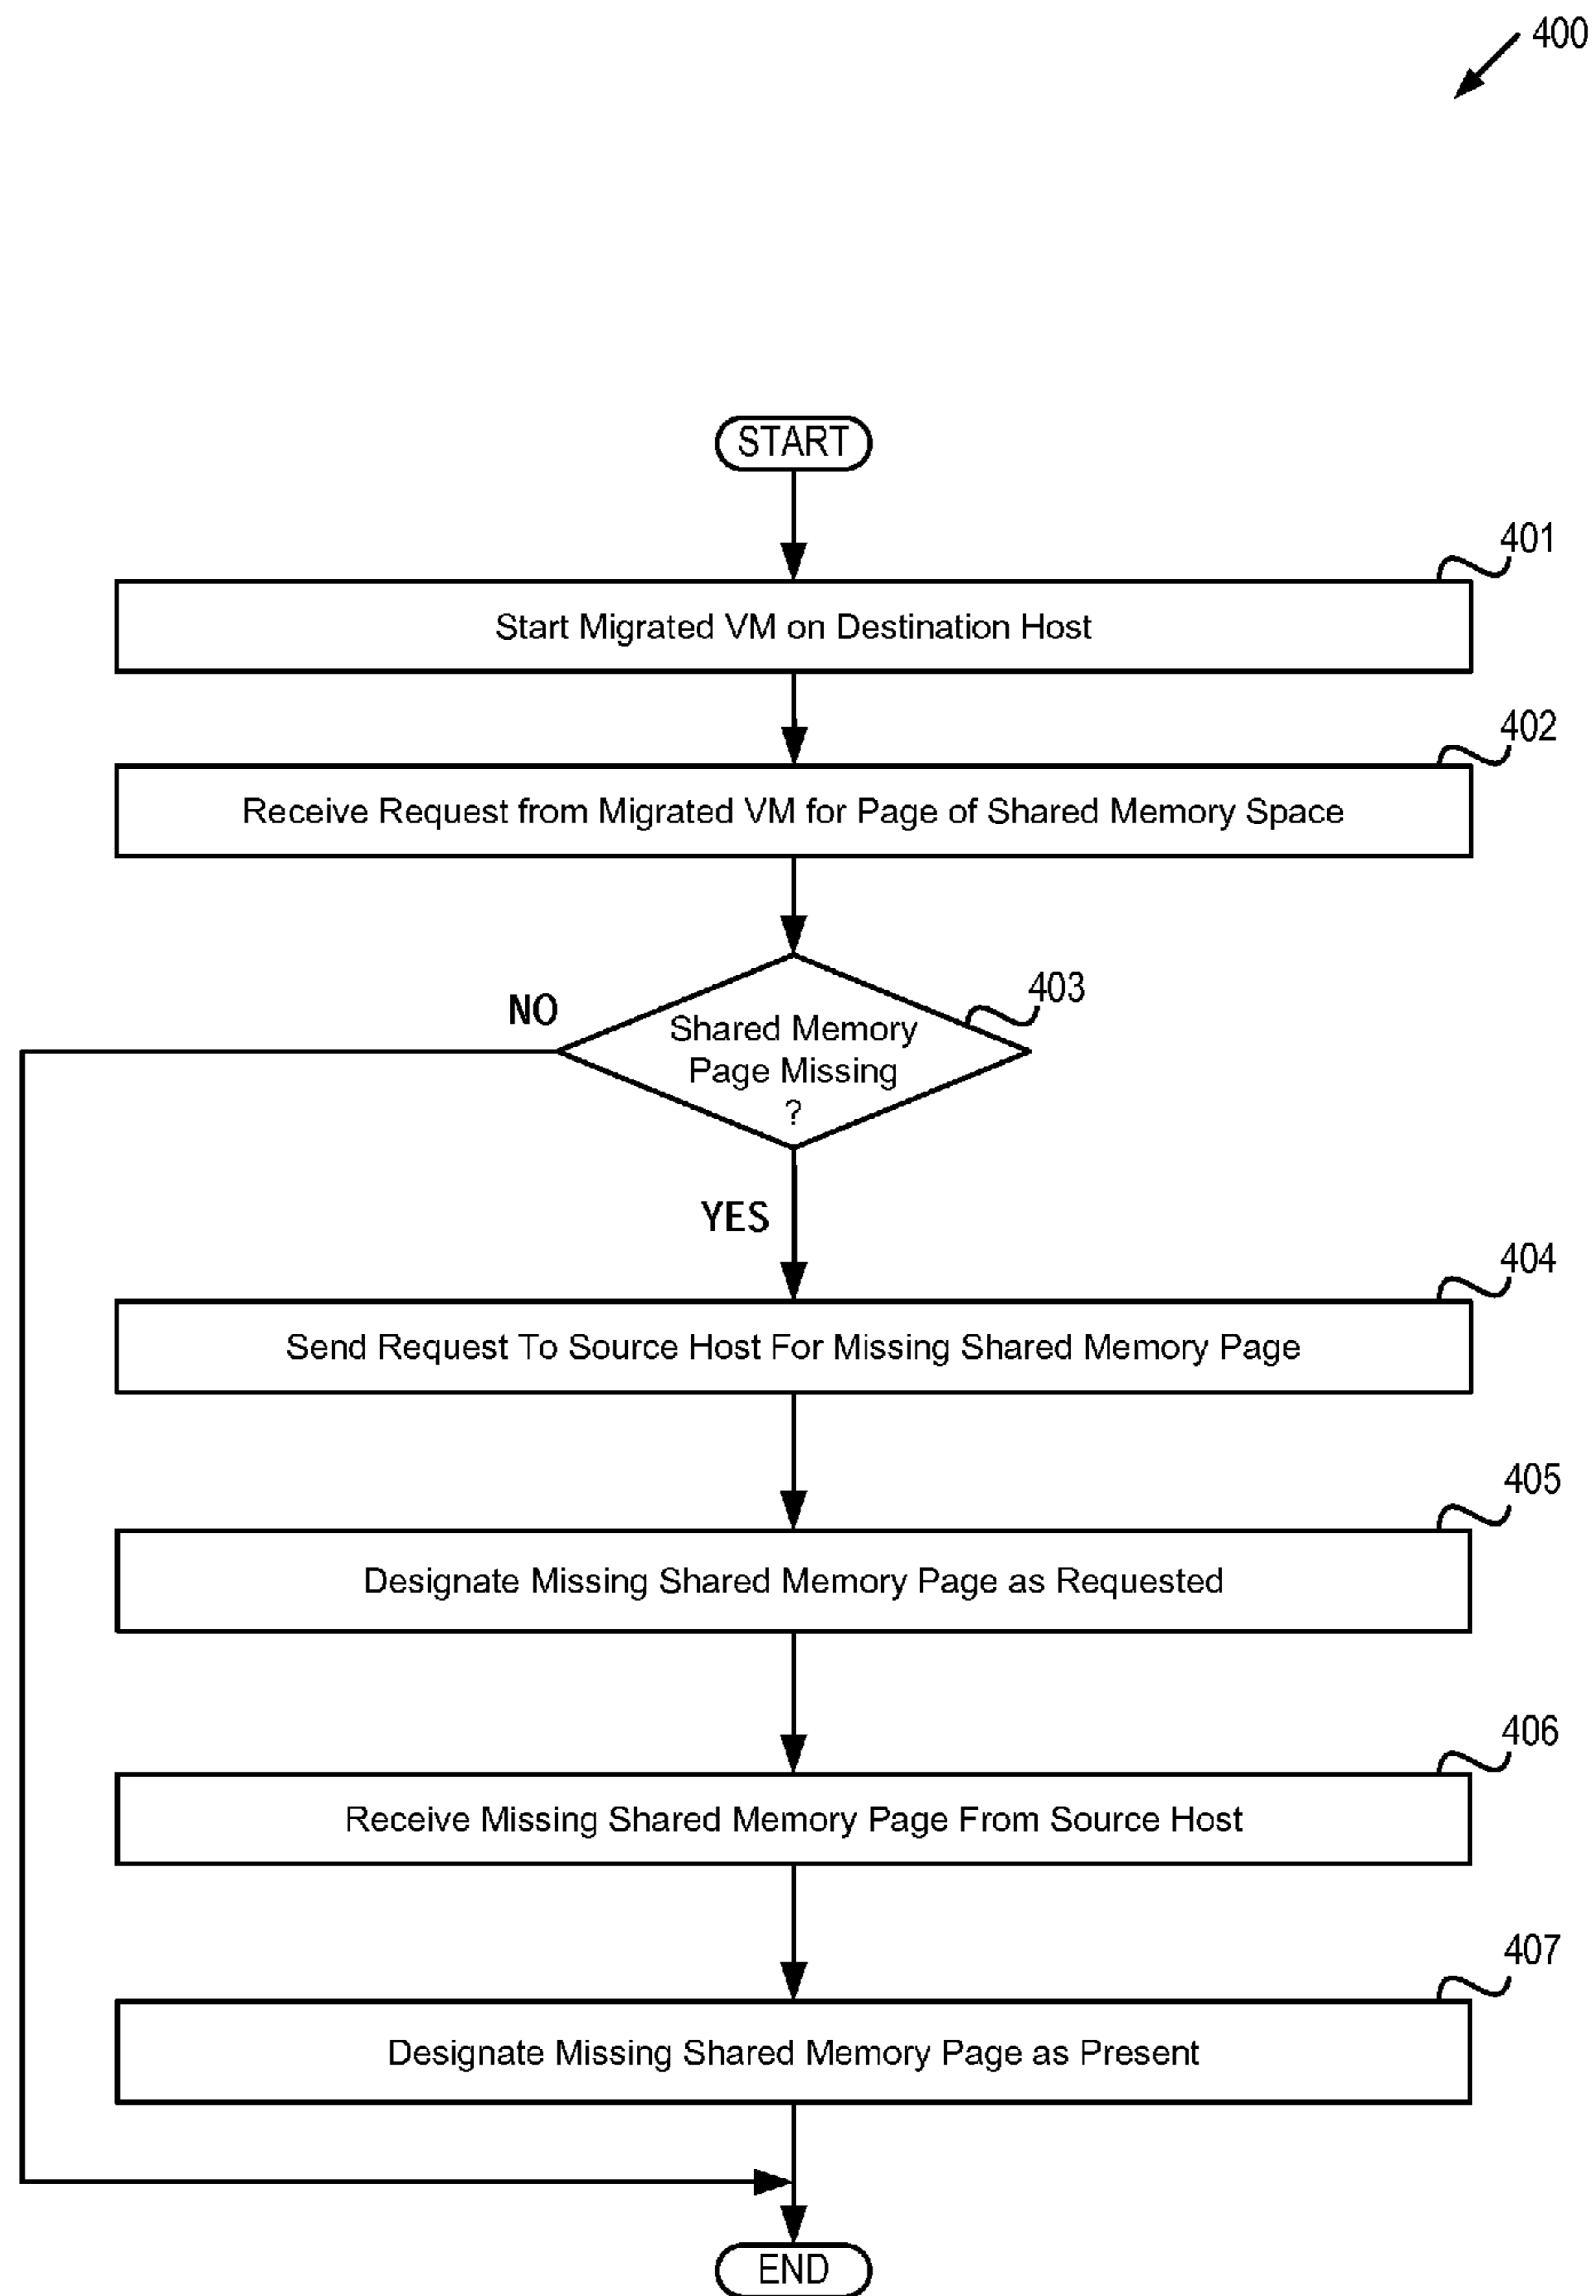 400
START
401
Start Migrated VM on Destination Host
402
Receive Request from Migrated VM for Page of Shared Memory Space
403
NO
Shared Memory
Page Missing
?
YES
404
Send Request To Source Host For Missing Shared Memory Page
405
Designate Missing Shared Memory Page as Requested
406
Receive Missing Shared Memory Page From Source Host
407
Designate Missing Shared Memory Page as Present
END